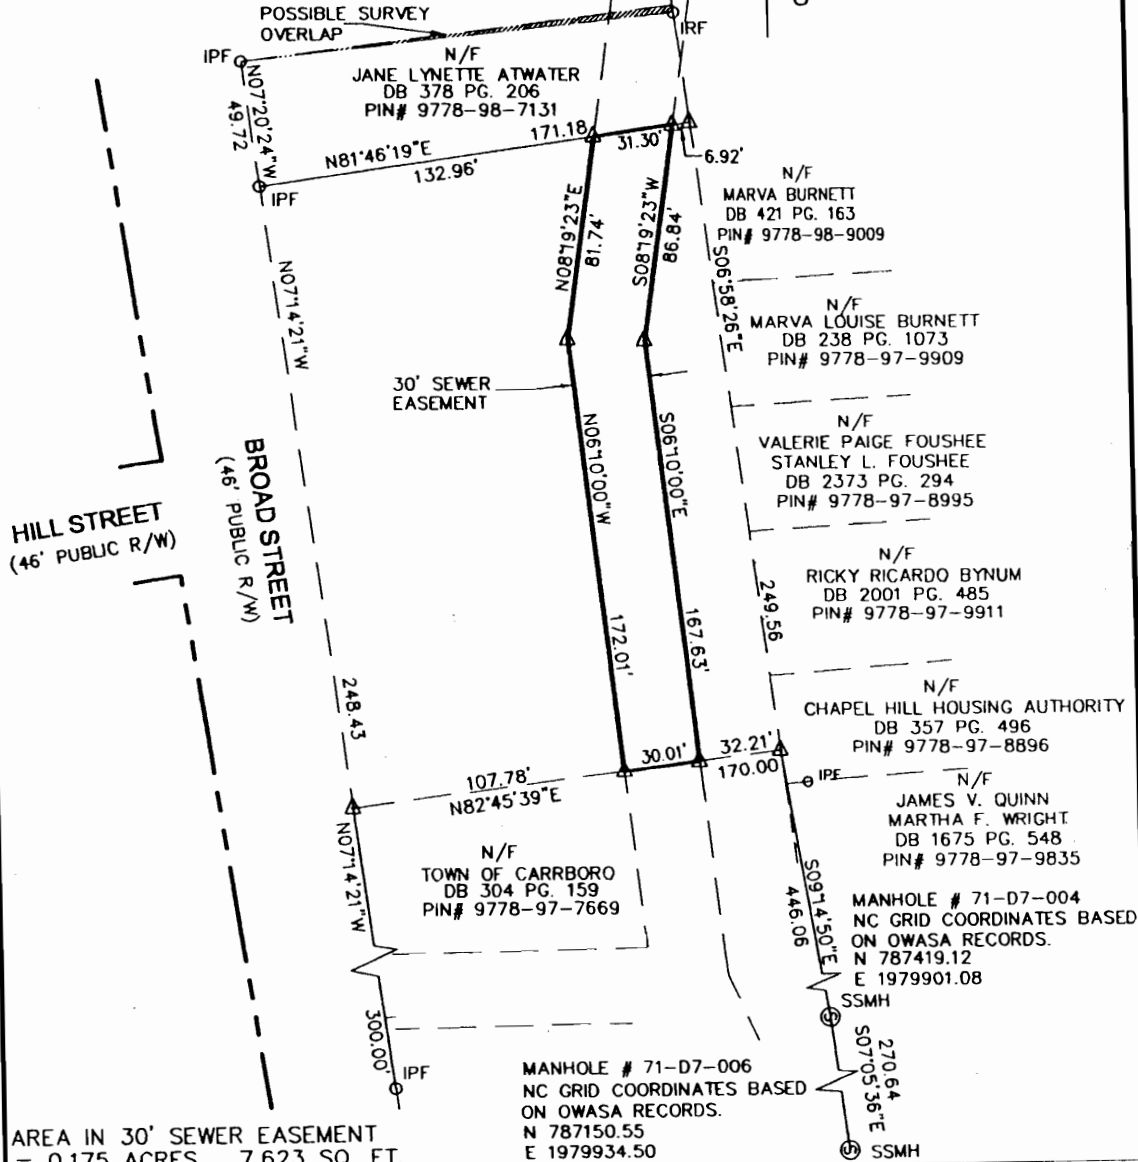 POSSIBLE SURVEY
OVERLAP
IPF
IRF
N/F
JANE LYNETTE ATWATER
DB 378 PG. 206
PIN# 9778-98-7131
N07°20'24"W
49.72
171.18
31.30'
6.92'
N81°46'19"E
132.96'
IPF
N/F
MARVA BURNETT
DB 421 PG. 163
PIN# 9778-98-9009
N08°19'23"E
81.74'
S08°19'23"W
86.84'
S06°58'26"E
N07°14'21"W
N/F
MARVA LOUISE BURNETT
DB 238 PG. 1073
PIN# 9778-97-9909
30' SEWER
EASEMENT
N/F
VALERIE PAIGE FOUSHEE
STANLEY L. FOUSHEE
DB 2373 PG. 294
PIN# 9778-97-8995
N06°10'00"W
S06°10'00"E
BROAD STREET
(46' PUBLIC R/W)
HILL STREET
(46' PUBLIC R/W)
N/F
RICKY RICARDO BYNUM
DB 2001 PG. 485
PIN# 9778-97-9911
249.56
172.01'
167.63'
248.43
N/F
CHAPEL HILL HOUSING AUTHORITY
DB 357 PG. 496
PIN# 9778-97-8896
30.01'
32.21'
170.00
107.78'
N82°45'39"E
IPF
N/F
JAMES V. QUINN
MARTHA F. WRIGHT
DB 1675 PG. 548
PIN# 9778-97-9835
N07°14'21"W
N/F
TOWN OF CARRBORO
DB 304 PG. 159
PIN# 9778-97-7669
S09°14'50"E
446.06
MANHOLE # 71-D7-004
NC GRID COORDINATES BASED
ON OWASA RECORDS.
N 787419.12
E 1979901.08
SSMH
300.00'
IPF
270.64
S07°05'36"E
MANHOLE # 71-D7-006
NC GRID COORDINATES BASED
ON OWASA RECORDS.
N 787150.55
E 1979934.50
SSMH
AREA IN 30' SEWER EASEMENT
= 0.175 ACRES 7,623 SQ. FT.